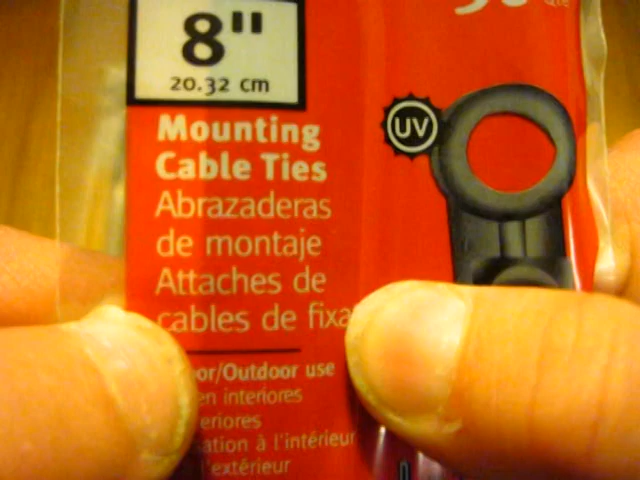 8"
20.32 cm
UV
Mounting
Cable Ties
Abrazaderas
de montaje
Attaches de
cables de fixa
or/Outdoor use
en interiores
eriores
ation à l'intérieur
l'extérieur